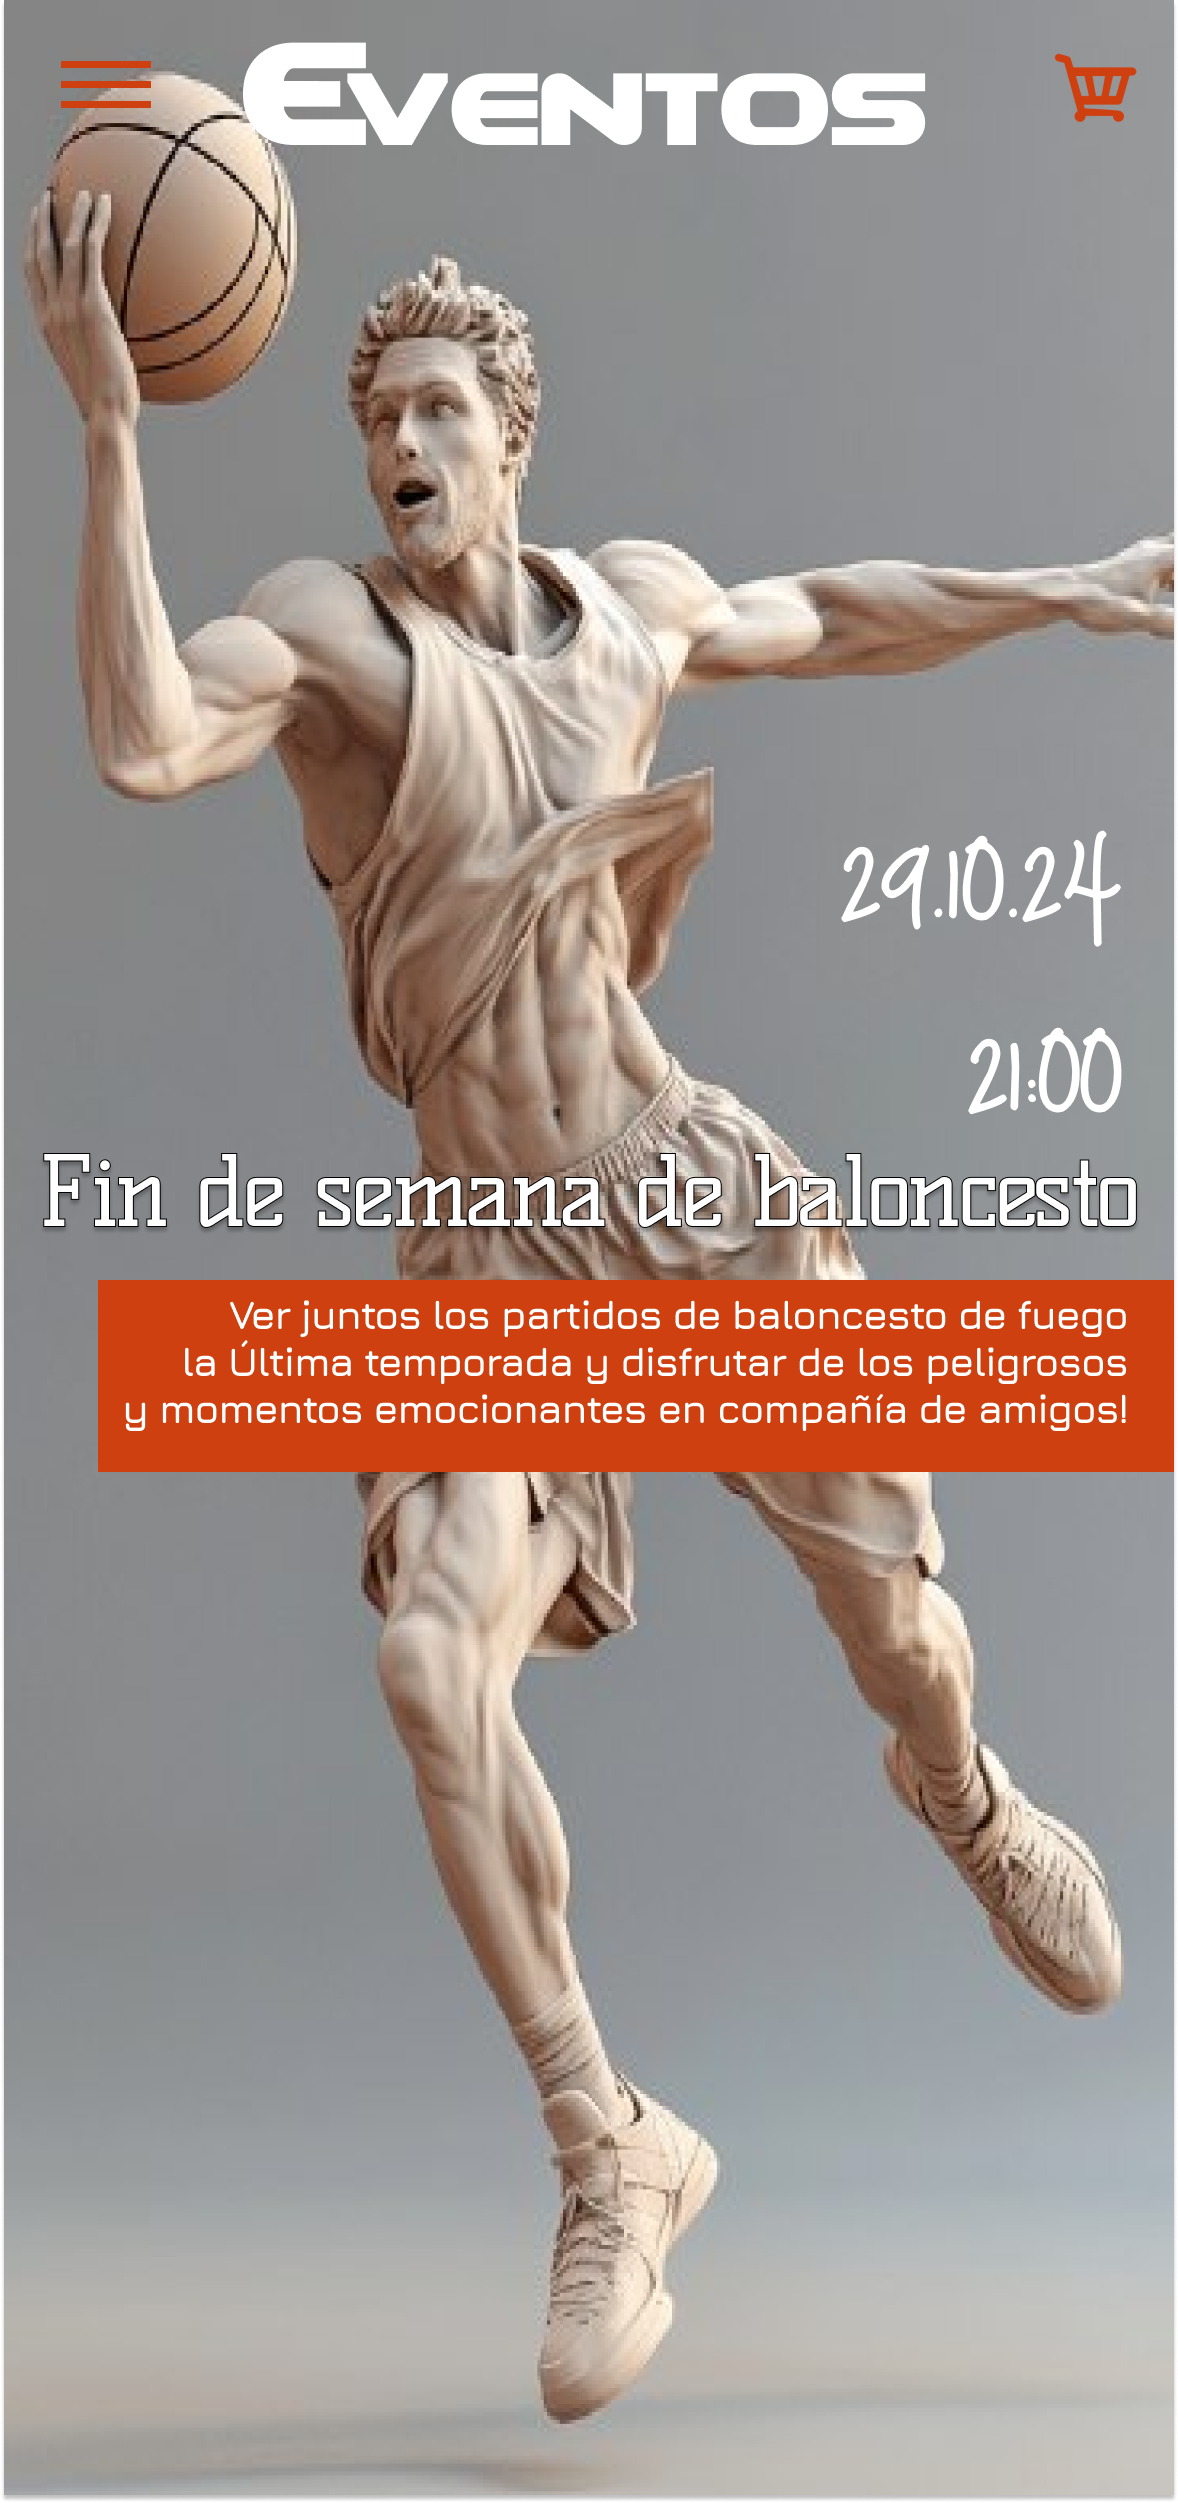 Eventos
29.10.24
21:00
Fin de semana de baloncesto
Ver juntos los partidos de baloncesto de fuego
la Última temporada y disfrutar de los peligrosos
y momentos emocionantes en compañía de amigos!